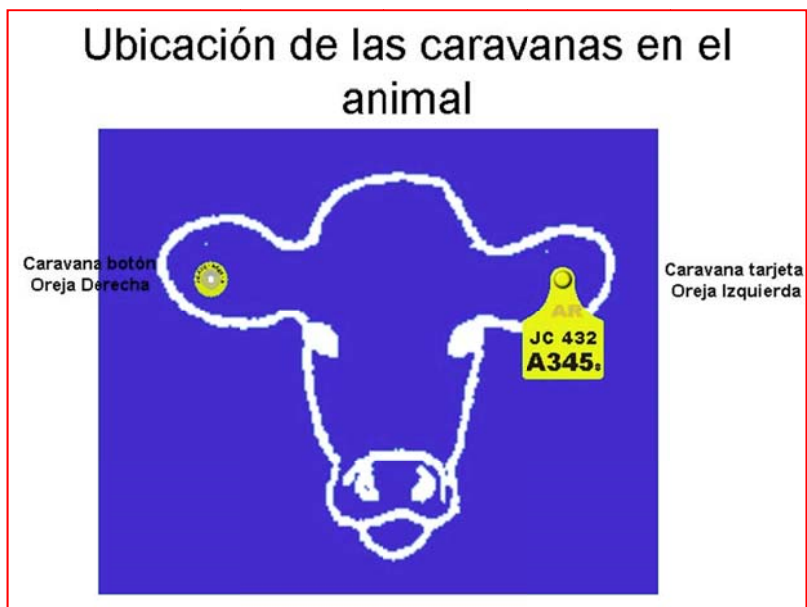 Ubicación de las caravanas en el
animal
Caravana botón
Oreja Derecha
Caravana tarjeta
Oreja Izquierda
AR
JC 432
A345